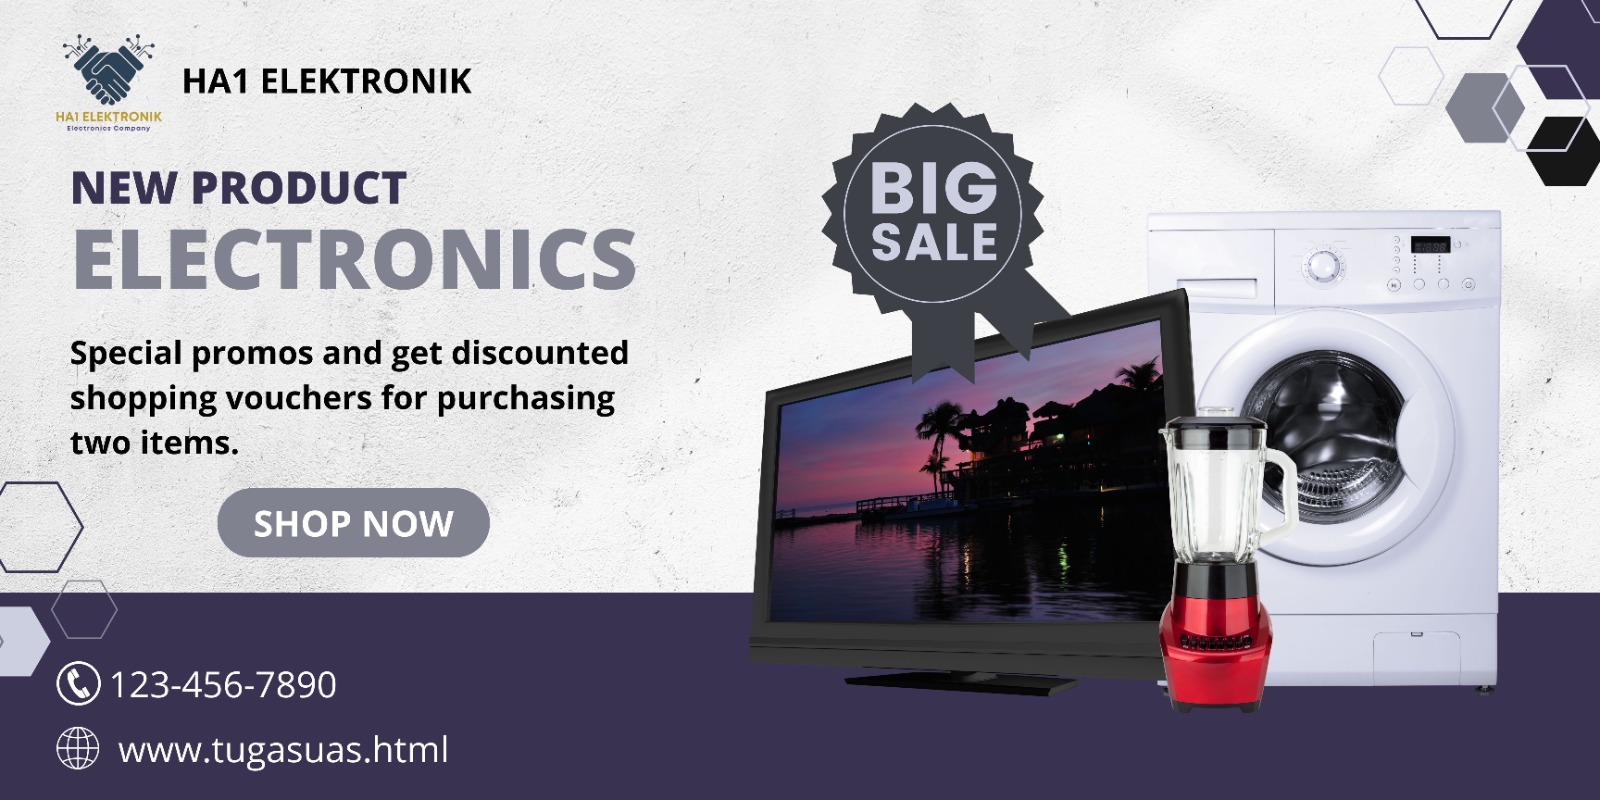 HA1 ELEKTRONIK
HA1 ELEKTRONIK
Electronics Company
NEW PRODUCT
ELECTRONICS
Special promos and get discounted
shopping vouchers for purchasing
two items.
SHOP NOW
BIG
SALE
123-456-7890
www.tugasuas.html